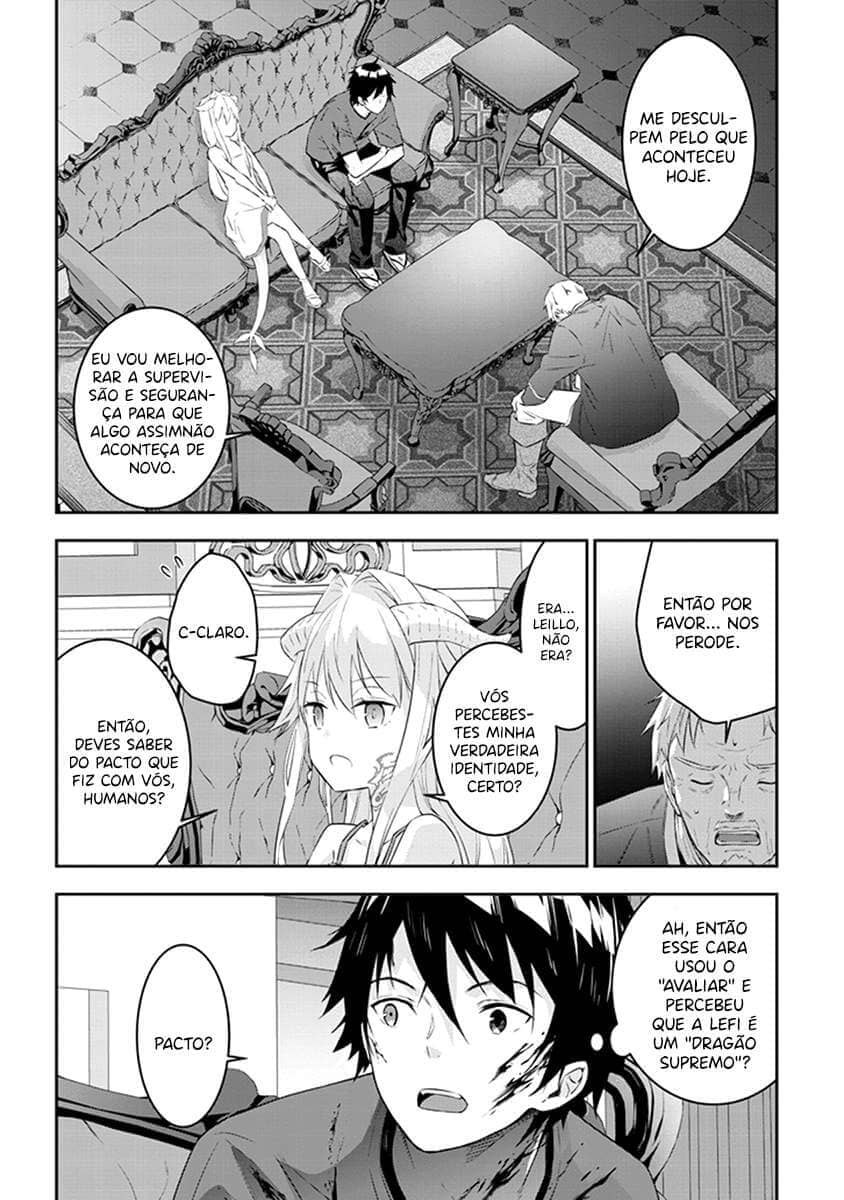 ME DESCUL-
PEM PELO QUE
ACONTECEU
HOJE.
EU VOU MELHO-
RAR A SUPERVI-
SÃO E SEGURAN-
ÇA PARA QUE
ALGO ASSIMNÃO
ACONTEÇA DE
NOVO.
ENTÃO POR
FAVOR... NOS
PERODE.
ERA...
LEILLO,
NÃO
ERA?
VÓS
PERCEBES-
TES MINHA
VERDADEIRA
IDENTIDADE,
CERTO?
C-CLARO.
ENTÃO,
DEVES SABER
DO PACTO QUE
FIZ COM VÓS,
HUMANOS?
AH, ENTÃO
ESSE CARA
USOU O
"AVALIAR" E
PERCEBEU
QUE A LEFI É
UM "DRAGÃO
SUPREMO"?
PACTO?